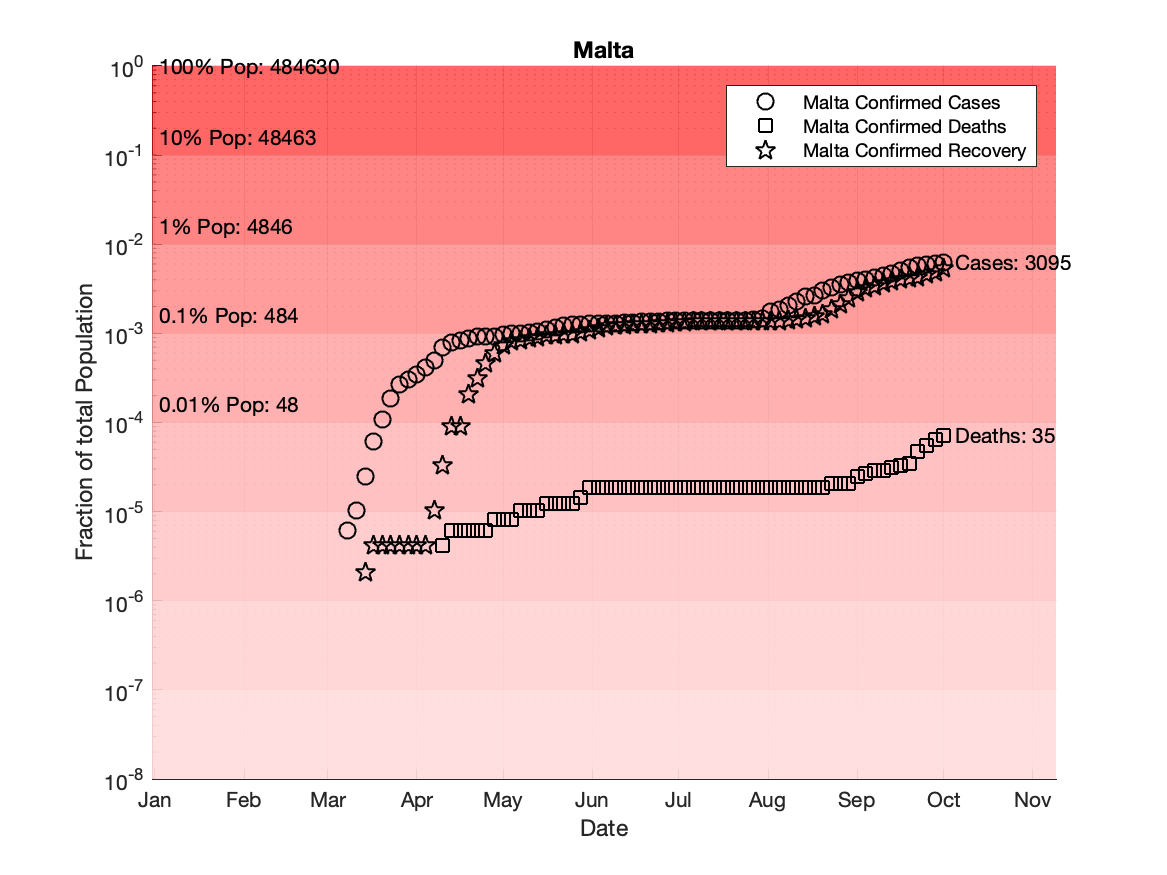 Malta
10^0
10^-1
10^-2
10^-3
10^-4
10^-5
10^-6
10^-7
10^-8
Fraction of total Population
100% Pop: 484630
10% Pop: 48463
1% Pop: 4846
0.1% Pop: 484
0.01% Pop: 48
Malta Confirmed Cases
Malta Confirmed Deaths
Malta Confirmed Recovery
Cases: 3095
Deaths: 35
Jan Feb Mar Apr May Jun Jul Aug Sep Oct Nov
Date